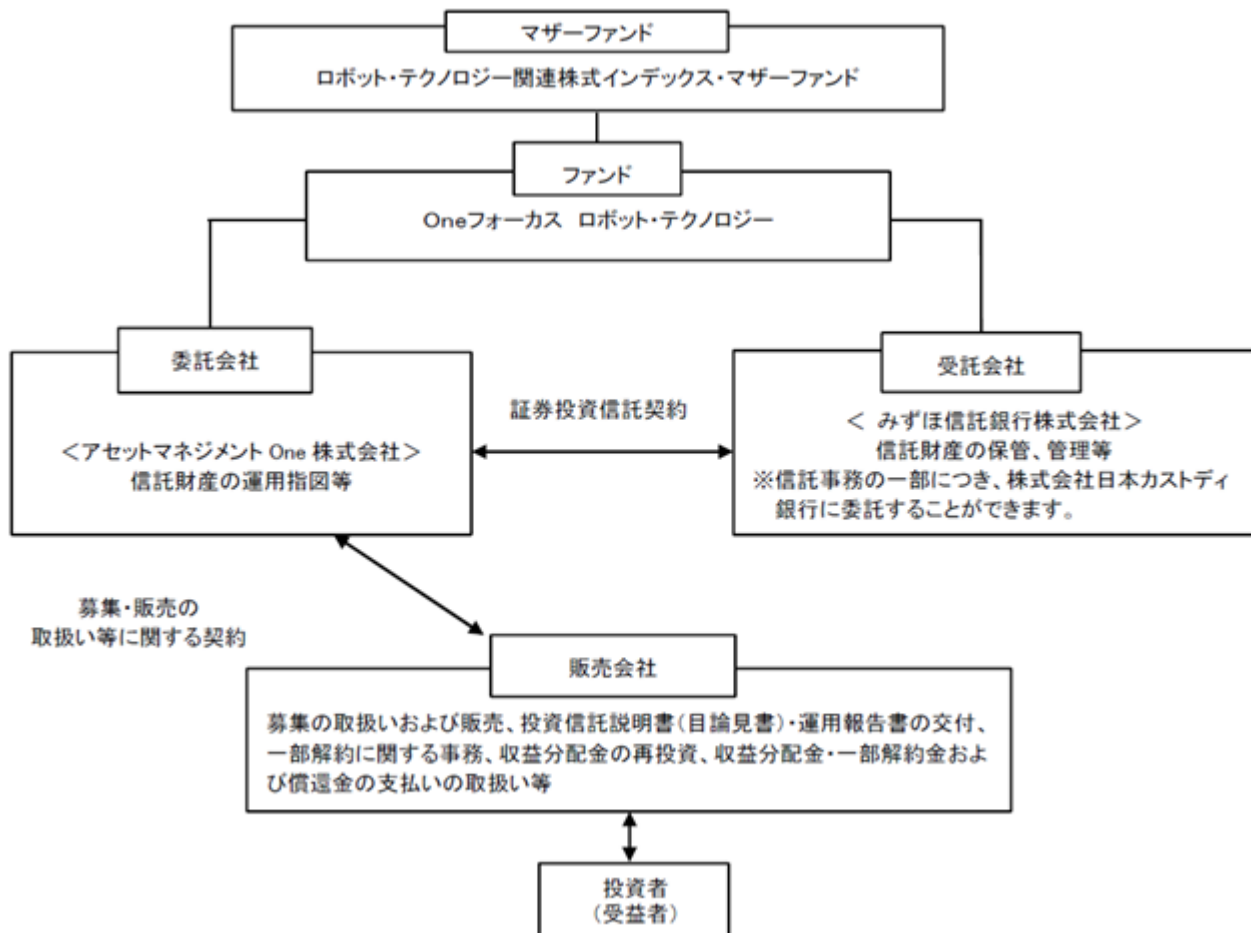 マザーファンド
ロボット・テクノロジー関連株式インデックス・マザーファンド
ファンド
Oneフォーカス ロボット・テクノロジー
委託会社
<アセットマネジメント One 株式会社>
信託財産の運用指図等
証券投資信託契約
受託会社
< みずほ信託銀行株式会社>
信託財産の保管、管理等
※信託事務の一部につき、株式会社日本カストディ
銀行に委託することができます。
募集・販売の
取扱い等に関する契約
販売会社
募集の取扱いおよび販売、投資信託説明書(目論見書)・運用報告書の交付、
一部解約に関する事務、収益分配金の再投資、収益分配金・一部解約金およ
び償還金の支払いの取扱い等
投資者
(受益者)